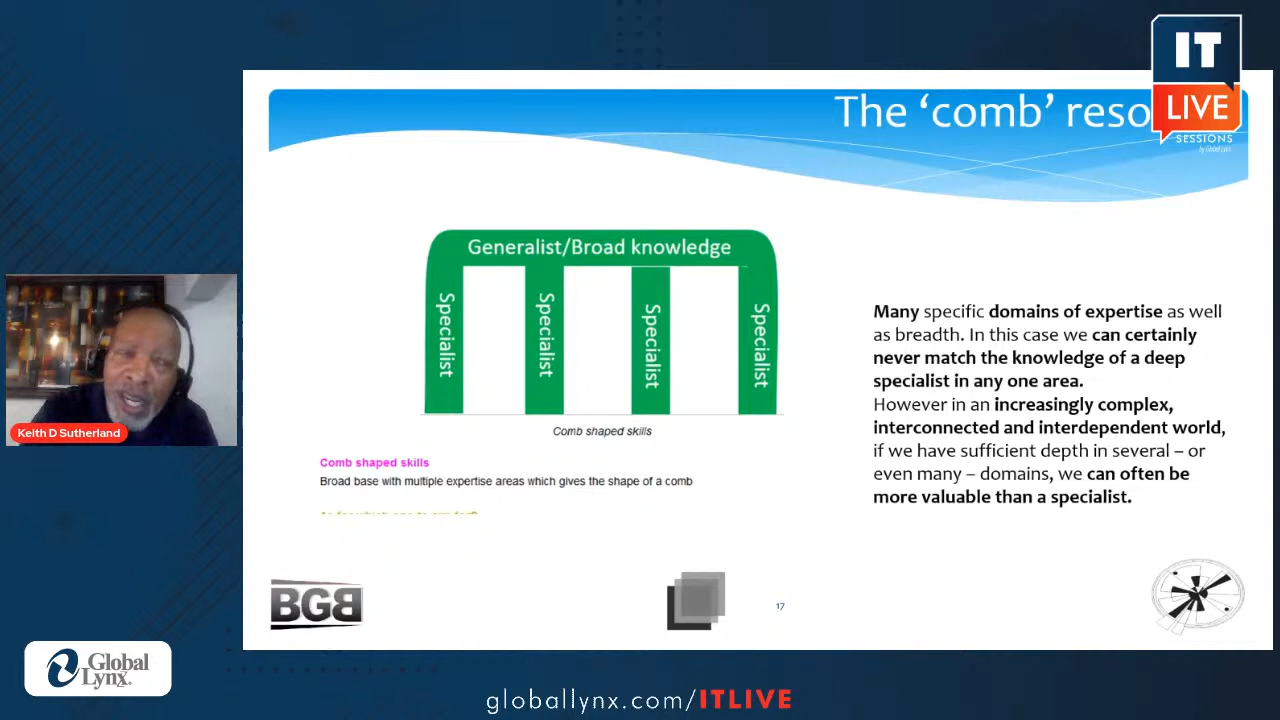 IT
LIVE
SESSIONS
by Global Lynx
The ‘comb’ reso
Generalist/Broad knowledge
Specialist
Specialist
Specialist
Specialist
Comb shaped skills
Comb shaped skills
Broad base with multiple expertise areas which gives the shape of a comb
Many specific domains of expertise as well
as breadth. In this case we can certainly
never match the knowledge of a deep
specialist in any one area.
However in an increasingly complex,
interconnected and interdependent world,
if we have sufficient depth in several – or
even many – domains, we can often be
more valuable than a specialist.
Keith D Sutherland
BGB
17
Global
Lynx.
globallynx.com/ITLIVE